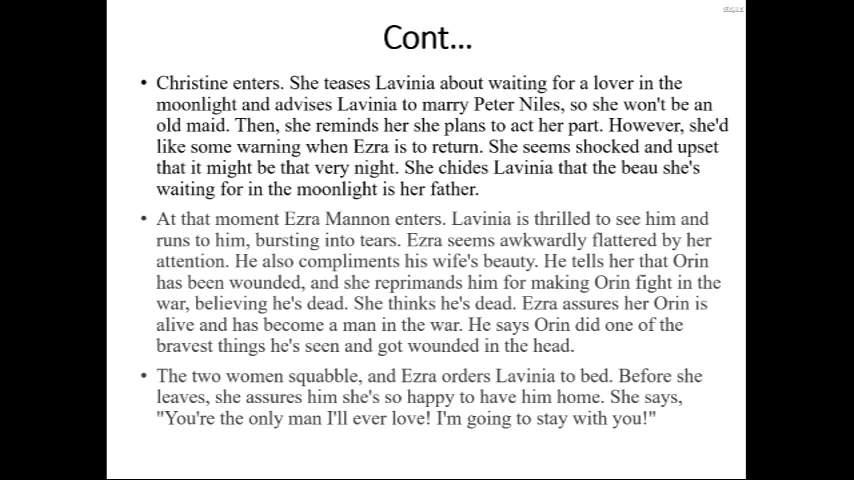 Cont...
• Christine enters. She teases Lavinia about waiting for a lover in the
moonlight and advises Lavinia to marry Peter Niles, so she won't be an
old maid. Then, she reminds her she plans to act her part. However, she'd
like some warning when Ezra is to return. She seems shocked and upset
that it might be that very night. She chides Lavinia that the beau she's
waiting for in the moonlight is her father.
• At that moment Ezra Mannon enters. Lavinia is thrilled to see him and
runs to him, bursting into tears. Ezra seems awkwardly flattered by her
attention. He also compliments his wife's beauty. He tells her that Orin
has been wounded, and she reprimands him for making Orin fight in the
war, believing he's dead. She thinks he's dead. Ezra assures her Orin is
alive and has become a man in the war. He says Orin did one of the
bravest things he's seen and got wounded in the head.
• The two women squabble, and Ezra orders Lavinia to bed. Before she
leaves, she assures him she's so happy to have him home. She says,
"You're the only man I'll ever love! I'm going to stay with you!"